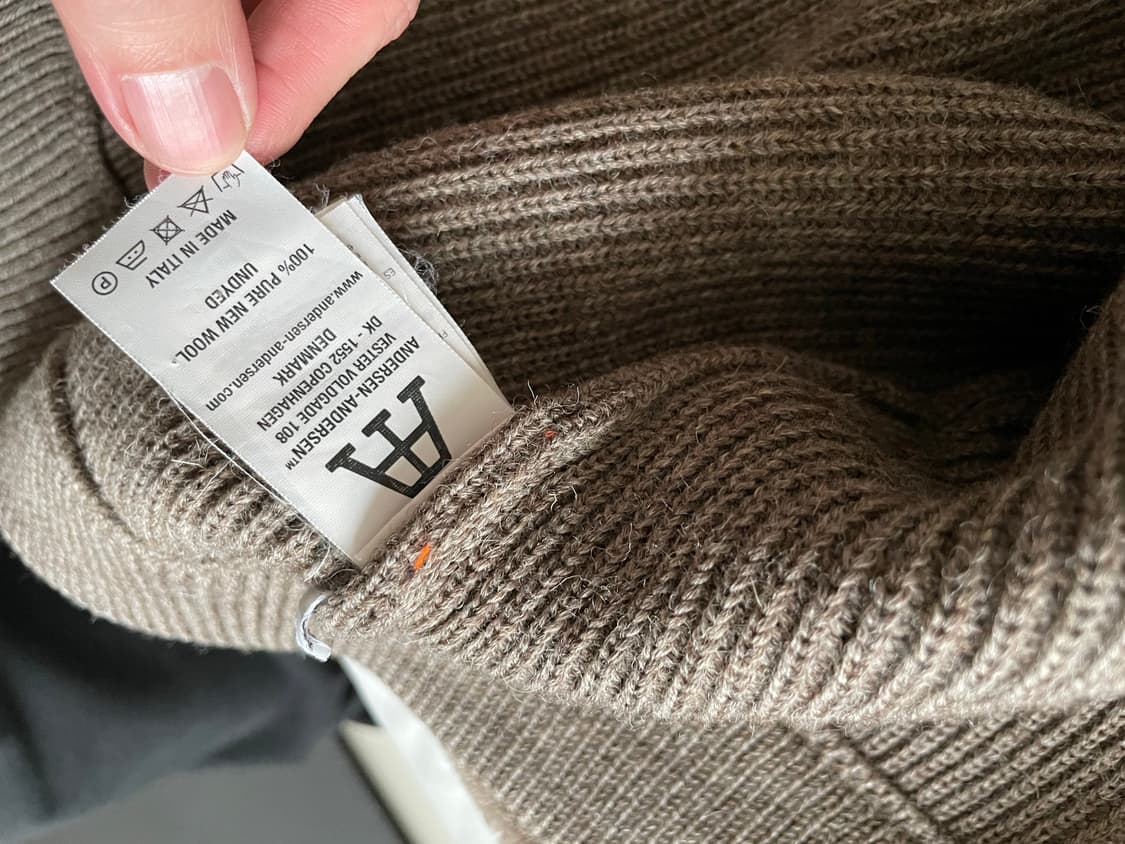 AA
ANDERSEN-ANDERSEN™
VESTER VOLDGADE 108
DK - 1552 COPENHAGEN
DENMARK
www.andersen-andersen.com
100% PURE NEW WOOL
UNDYED
MADE IN ITALY
P
ES